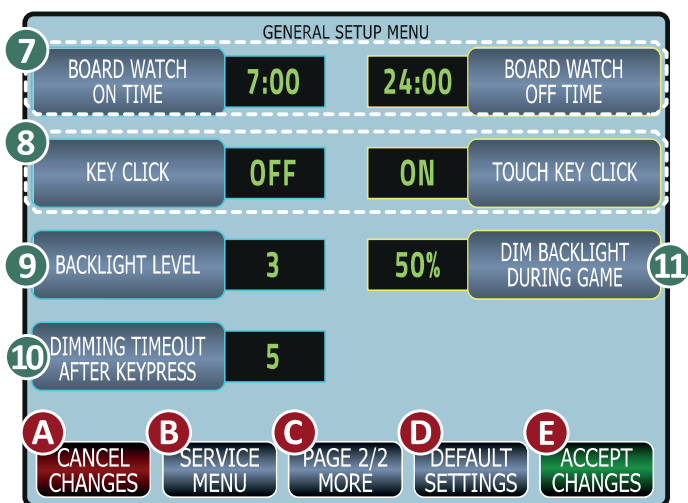 GENERAL SETUP MENU
7
BOARD WATCH
ON TIME
7:00
24:00
BOARD WATCH
OFF TIME
8
KEY CLICK
OFF
ON
TOUCH KEY CLICK
9
BACKLIGHT LEVEL
3
50%
DIM BACKLIGHT
DURING GAME
11
10
DIMMING TIMEOUT
AFTER KEYPRESS
5
A
CANCEL
CHANGES
B
SERVICE
MENU
C
PAGE 2/2
MORE
D
DEFAULT
SETTINGS
E
ACCEPT
CHANGES